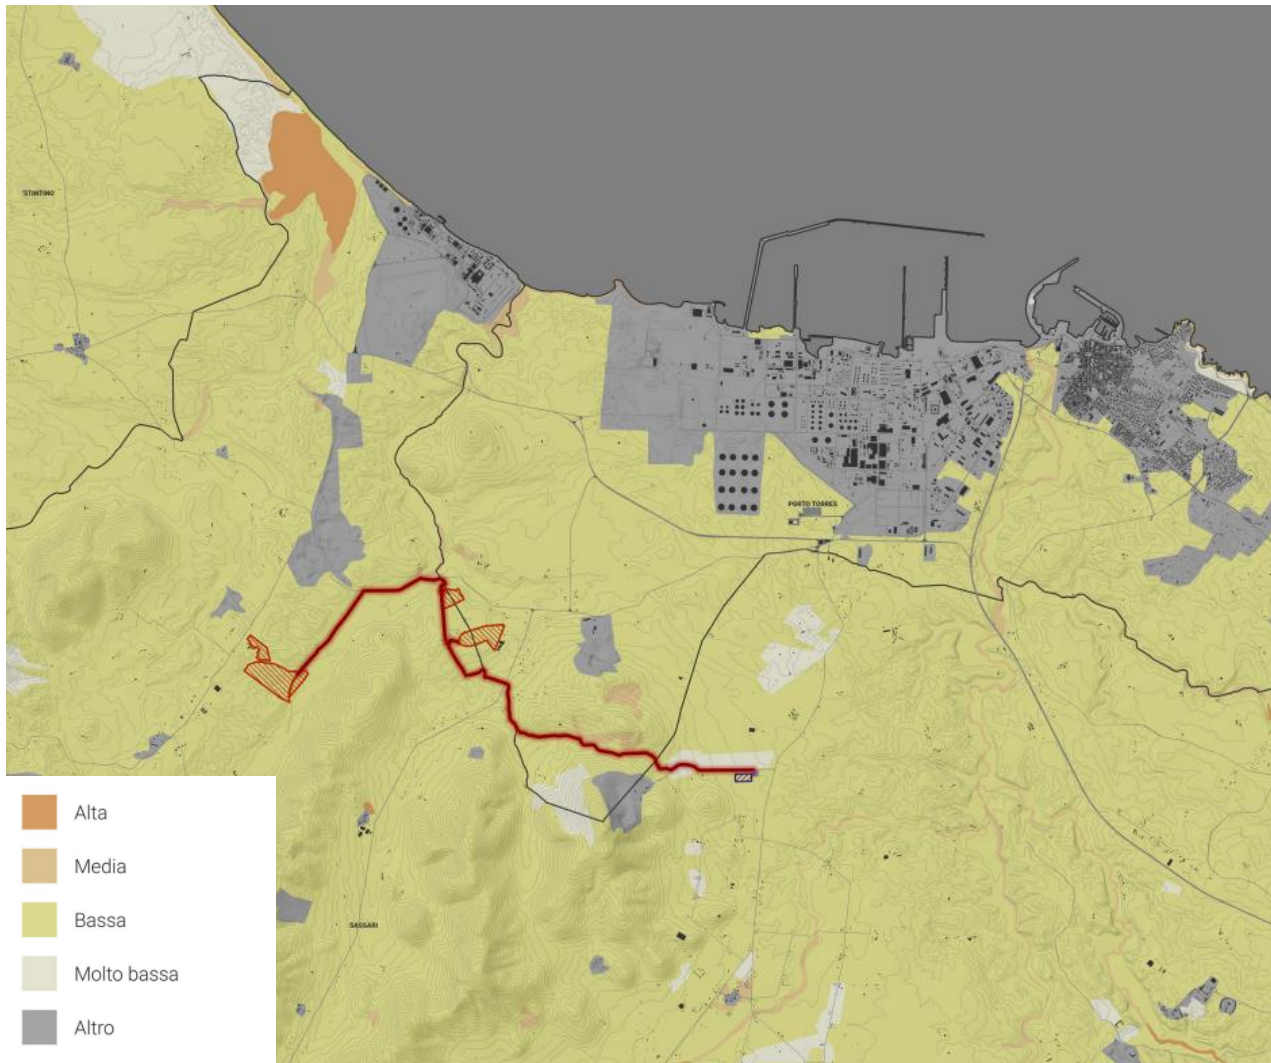 STINTINO
PORTO TORRES
SASSARI
Alta
Media
Bassa
Molto bassa
Altro